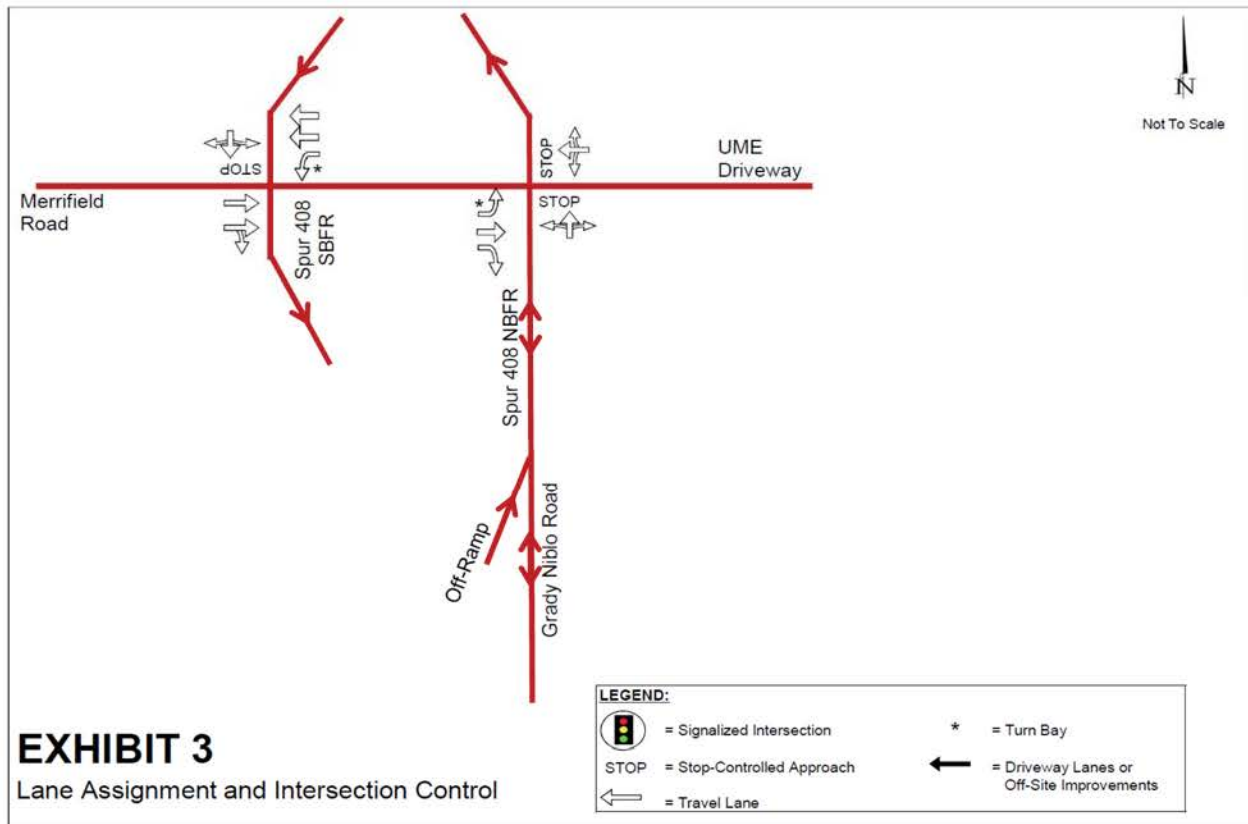 N
Not To Scale
STOP
*
STOP
UME
Driveway
Merrifield
Road
Spur 408
SBFR
*
STOP
Spur 408 NBFR
Off-Ramp
Grady Niblo Road
EXHIBIT 3
Lane Assignment and Intersection Control
LEGEND:
= Signalized Intersection
STOP = Stop-Controlled Approach
= Travel Lane
* = Turn Bay
= Driveway Lanes or
Off-Site Improvements